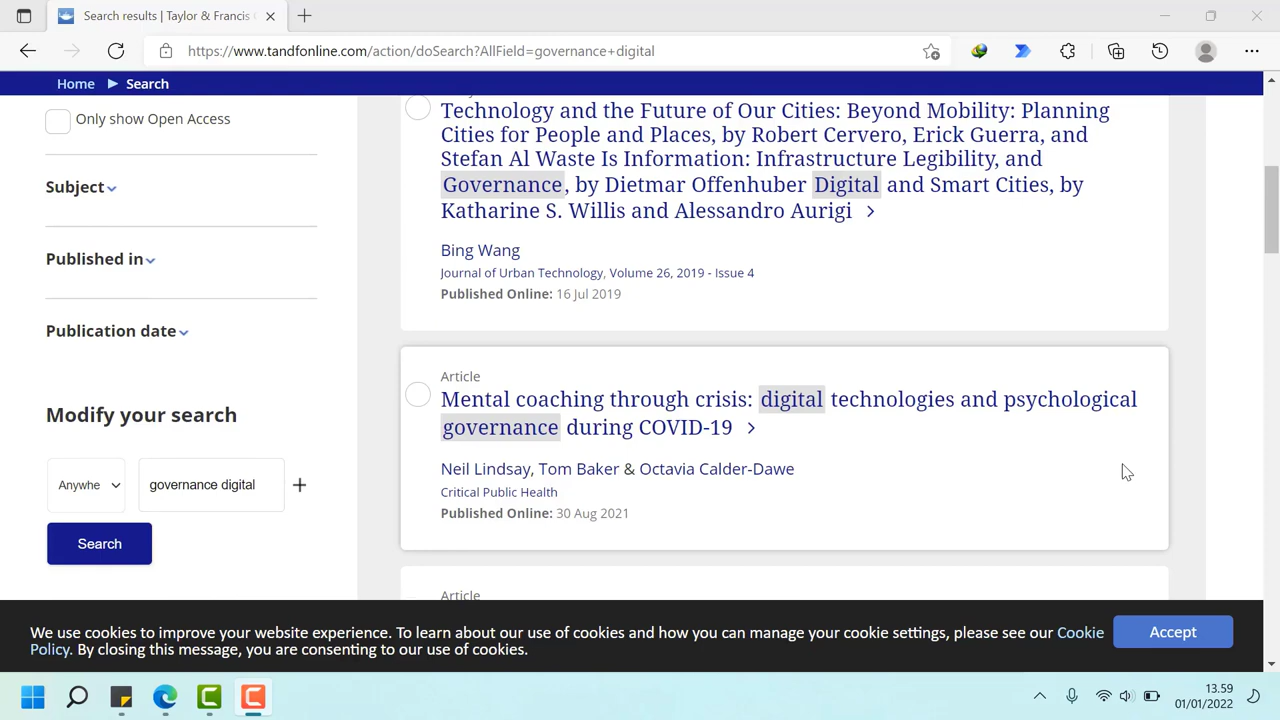 Search results | Taylor & Francis
https://www.tandfonline.com/action/doSearch?AllField=governance+digital
Home ▶ Search
Only show Open Access
Subject
Published in
Publication date
Modify your search
Anywhe
governance digital
+
Search
Technology and the Future of Our Cities: Beyond Mobility: Planning
Cities for People and Places, by Robert Cervero, Erick Guerra, and
Stefan Al Waste Is Information: Infrastructure Legibility, and
Governance, by Dietmar Offenhuber Digital and Smart Cities, by
Katharine S. Willis and Alessandro Aurigi
Bing Wang
Journal of Urban Technology, Volume 26, 2019 - Issue 4
Published Online: 16 Jul 2019
Article
Mental coaching through crisis: digital technologies and psychological
governance during COVID-19
Neil Lindsay, Tom Baker & Octavia Calder-Dawe
Critical Public Health
Published Online: 30 Aug 2021
Article
We use cookies to improve your website experience. To learn about our use of cookies and how you can manage your cookie settings, please see our Cookie
Policy. By closing this message, you are consenting to our use of cookies.
Accept
13.59
01/01/2022